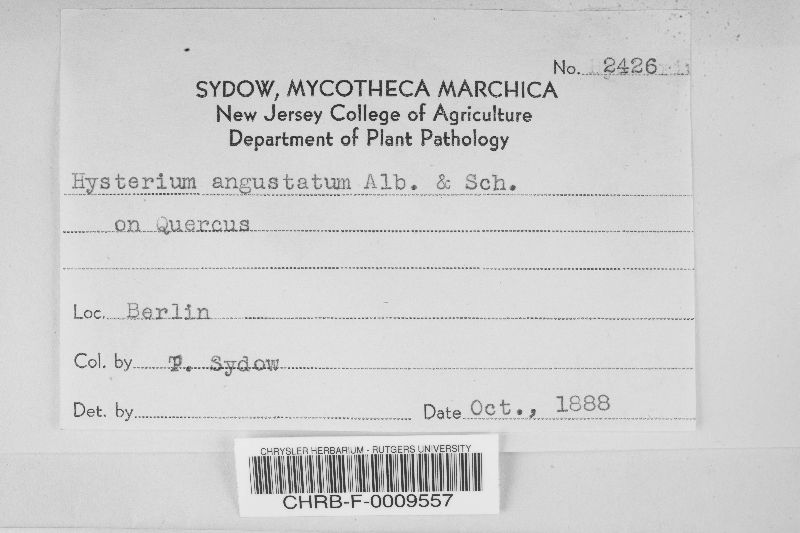 No. 2426
SYDOW, MYCOTHECA MARCHICA
New Jersey College of Agriculture
Department of Plant Pathology
Hysterium angustatum Alb. & Sch.
on Quercus
Loc. Berlin
Col. by P. Sydow
Det. by
Date Oct., 1888
CHRYSLER HERBARIUM - RUTGERS UNIVERSITY
CHRB-F-0009557